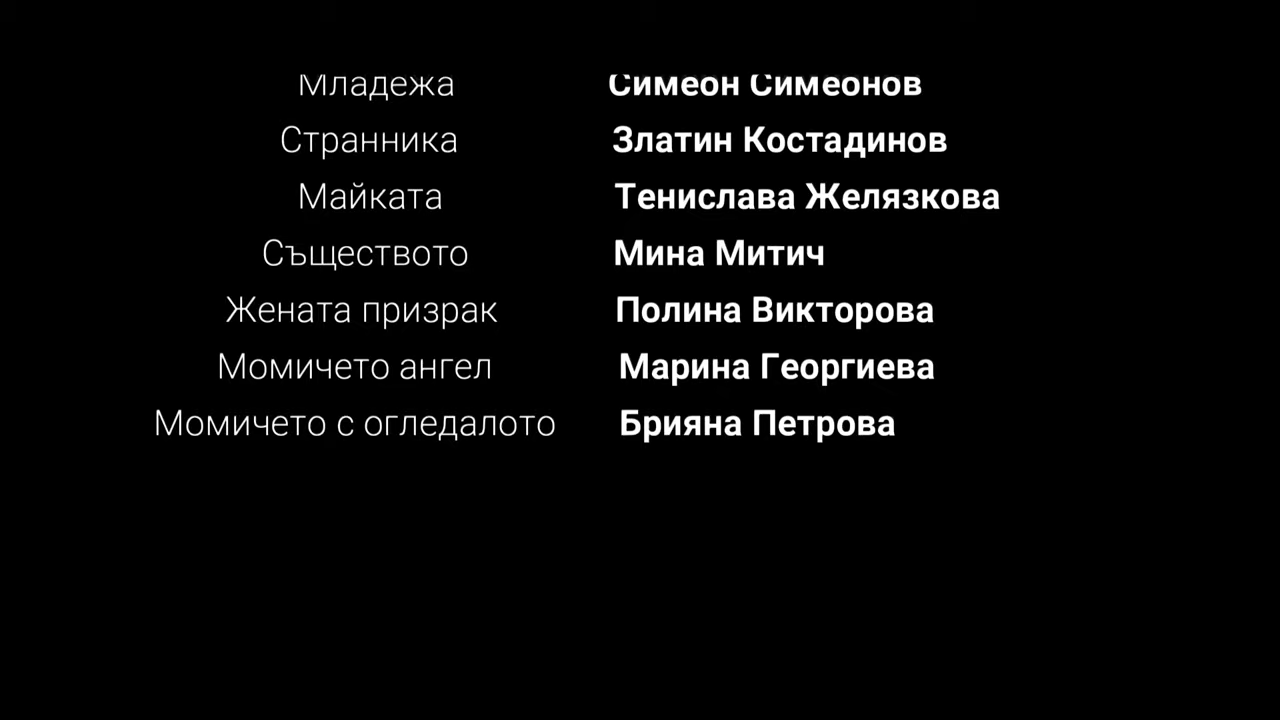 Младежа Симеон Симеонов
Странника Златин Костадинов
Майката Тенислава Желязкова
Съществото Мина Митич
Жената призрак Полина Викторова
Момичето ангел Марина Георгиева
Момичето с огледалото Брияна Петрова